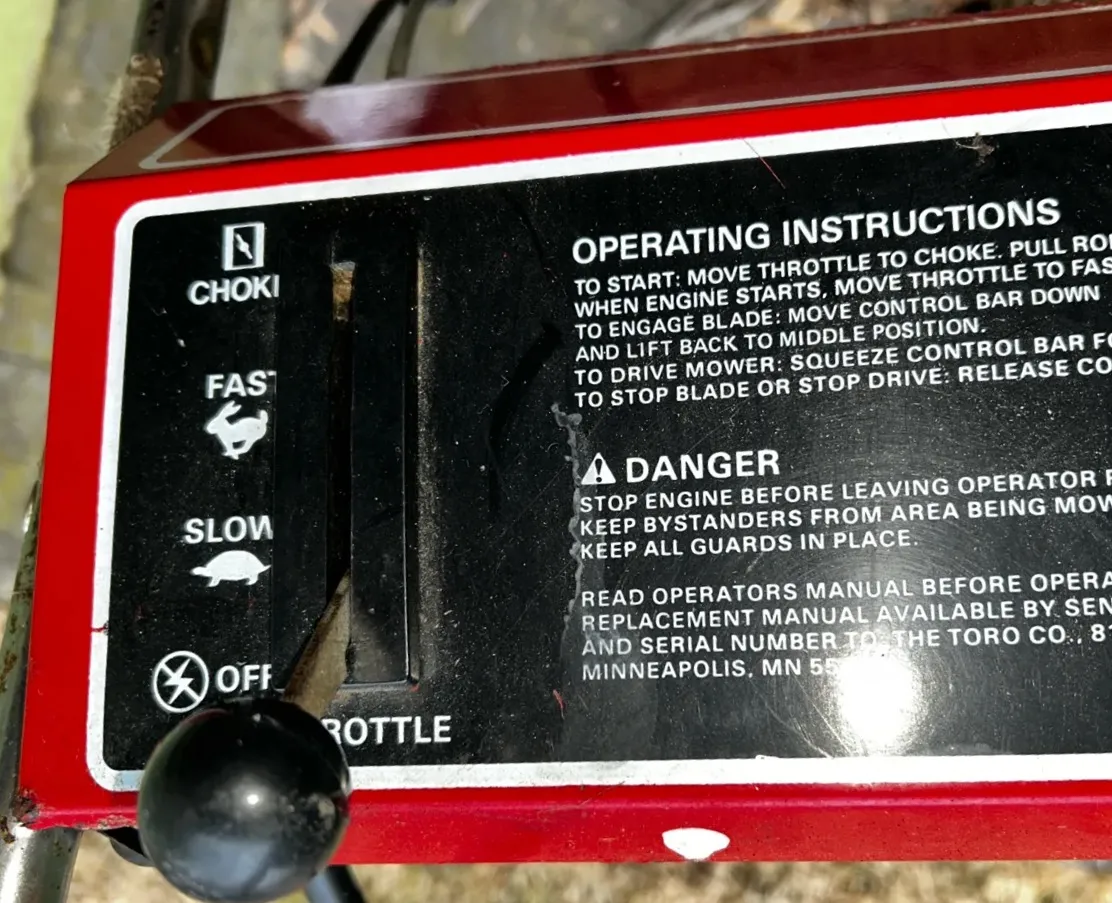 CHOKE
FAST
SLOW
OFF
THROTTLE
OPERATING INSTRUCTIONS
TO START: MOVE THROTTLE TO CHOKE. PULL
WHEN ENGINE STARTS, MOVE THROTTLE TO FAS
TO ENGAGE BLADE: MOVE CONTROL BAR DOWN
AND LIFT BACK TO MIDDLE POSITION.
TO DRIVE MOWER: SQUEEZE CONTROL BAR
TO STOP BLADE OR STOP DRIVE: RELEASE CO
DANGER
STOP ENGINE BEFORE LEAVING OPERATOR
KEEP BYSTANDERS FROM AREA BEING MOW
KEEP ALL GUARDS IN PLACE.
READ OPERATORS MANUAL BEFORE OPERA
REPLACEMENT MANUAL AVAILABLE BY SEN
AND SERIAL NUMBER TO THE TORO CO., 8
MINNEAPOLIS, MN 55